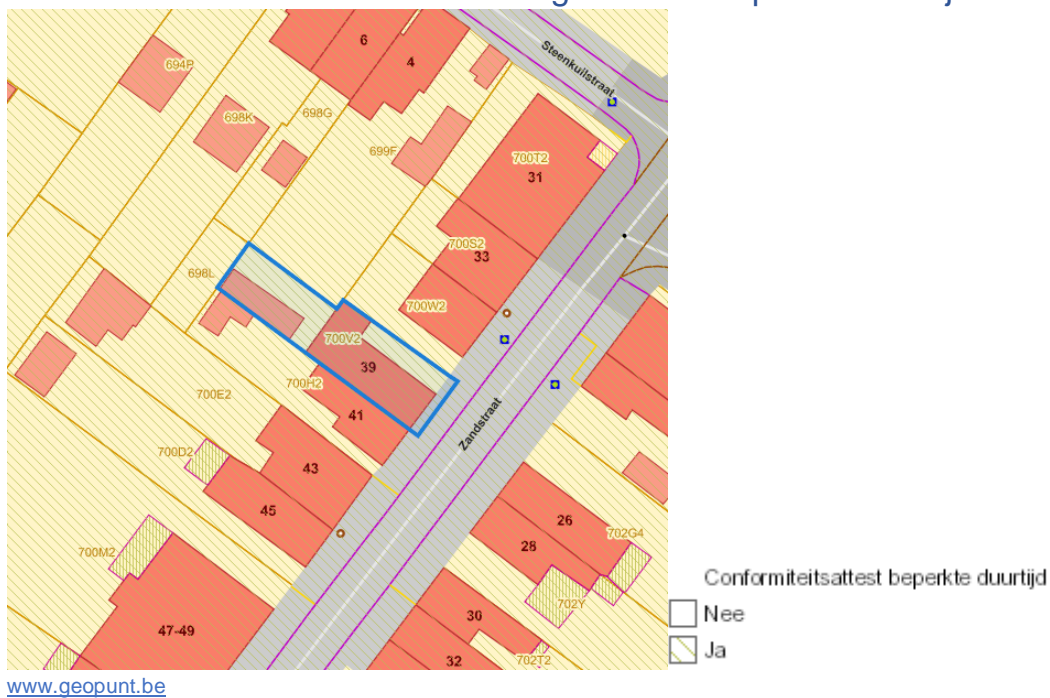 Steenkuilstraat
6
4
694P
698K
698G
699F
700T2
31
700S2
33
698L
700W2
700V2
39
700H2
41
700E2
Zandstraat
700D2
43
45
26
28
702G4
700M2
702Y
47-49
30
32
702T2
Conformiteitsattest beperkte duurtijd
Nee
Ja
www.geopunt.be